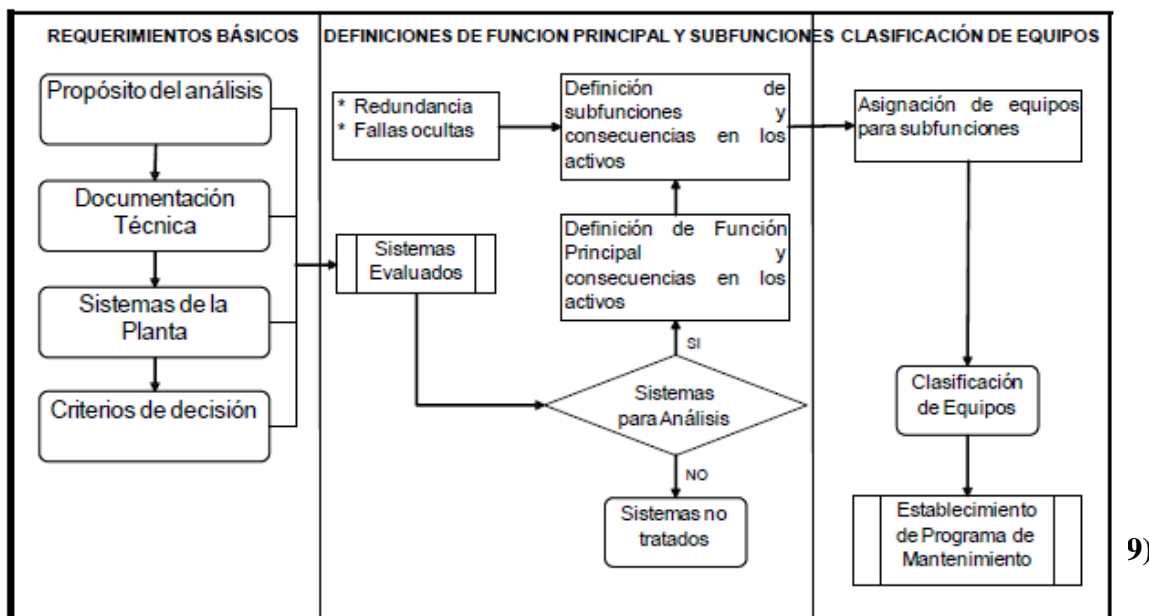 REQUERIMIENTOS BÁSICOS
Propósito del análisis
Documentación
Técnica
Sistemas de la
Planta
Criterios de decisión
DEFINICIONES DE FUNCION PRINCIPAL Y SUBFUNCIONES
* Redundancia
* Fallas ocultas
Definición de
subfunciones y
consecuencias en los
activos
Sistemas
Evaluados
Definición de Función
Principal y
consecuencias en los
activos
SI
Sistemas
para Análisis
NO
Sistemas no
tratados
CLASIFICACIÓN DE EQUIPOS
Asignación de equipos
para subfunciones
Clasificación
de Equipos
Establecimiento
de Programa de
Mantenimiento
9)